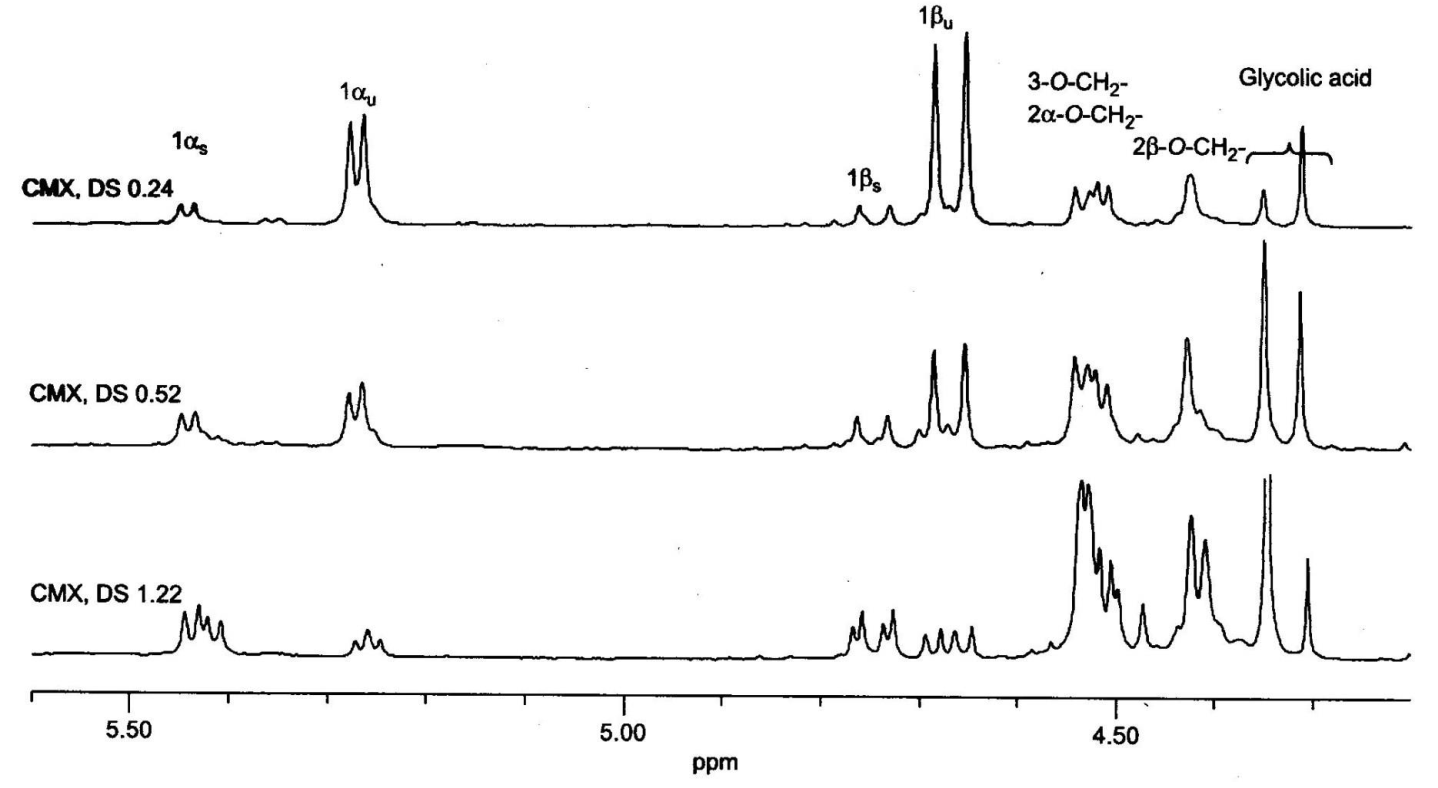 1βᵤ
3-O-CH₂-
Glycolic acid
1αᵤ
2α-O-CH₂-
1αₛ
2β-O-CH₂-
1βₛ
CMX, DS 0.24
CMX, DS 0.52
CMX, DS 1.22
5.50 5.00 4.50
ppm